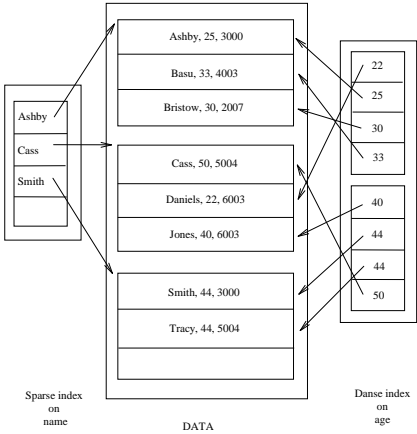 Ashby
Cass
Smith
Sparse index
on
name
Ashby, 25, 3000
Basu, 33, 4003
Bristow, 30, 2007
Cass, 50, 5004
Daniels, 22, 6003
Jones, 40, 6003
Smith, 44, 3000
Tracy, 44, 5004
DATA
22
25
30
33
40
44
44
50
Danse index
on
age